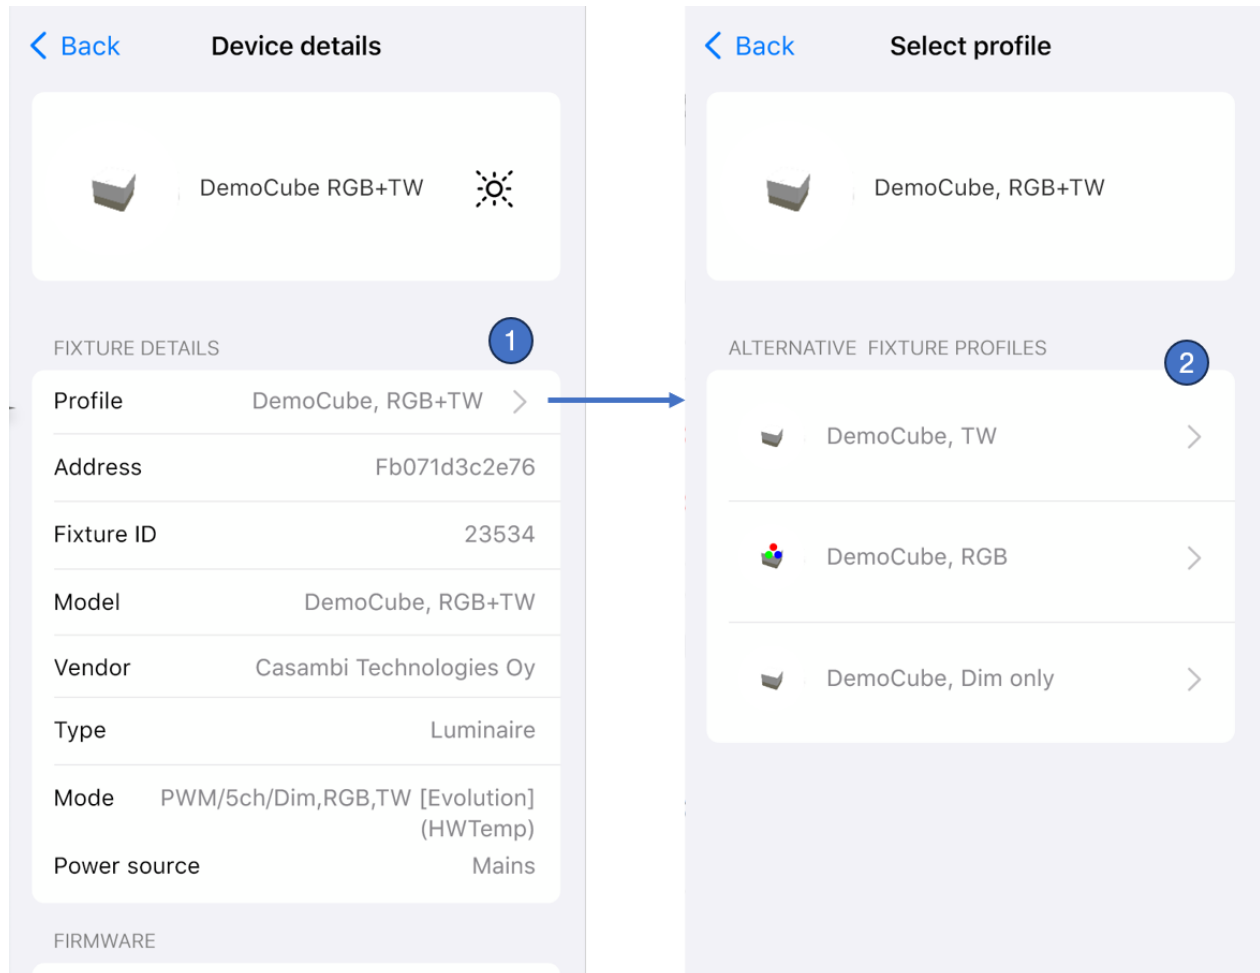 Back
Device details
DemoCube RGB+TW
FIXTURE DETAILS
1
Profile
DemoCube, RGB+TW
Address
Fb071d3c2e76
Fixture ID
23534
Model
DemoCube, RGB+TW
Vendor
Casambi Technologies Oy
Type
Luminaire
Mode
PWM/5ch/Dim,RGB,TW [Evolution]
(HWTemp)
Power source
Mains
FIRMWARE
Back
Select profile
DemoCube, RGB+TW
ALTERNATIVE FIXTURE PROFILES
2
DemoCube, TW
DemoCube, RGB
DemoCube, Dim only